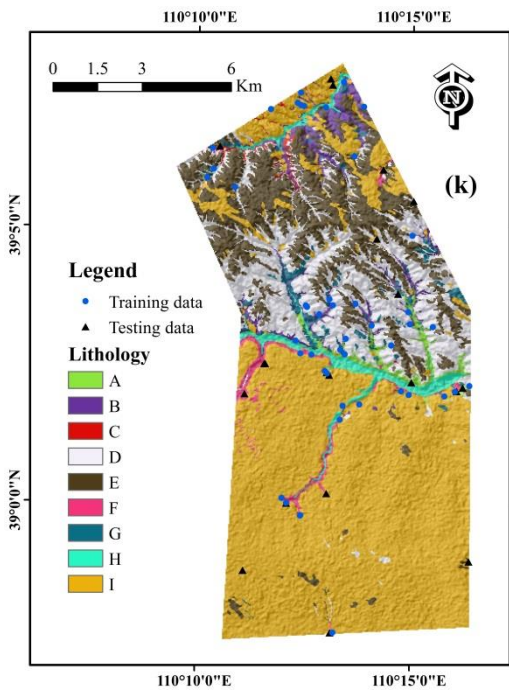 110°10'0"E 110°15'0"E
0 1.5 3 6
Km
N
(k)
39°5'0"N
39°0'0"N
Legend
Training data
Testing data
Lithology
A
B
C
D
E
F
G
H
I
110°10'0"E 110°15'0"E